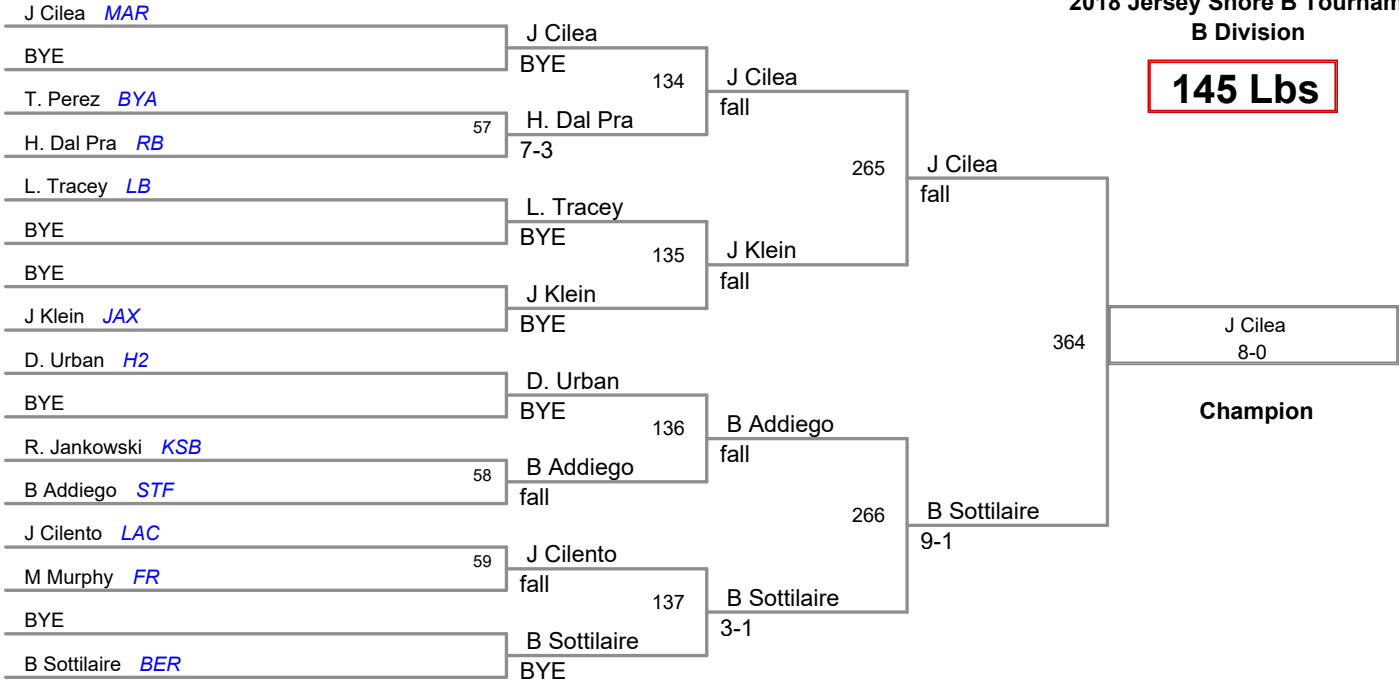 2018 Jersey Shore B Tournam
B Division
145 Lbs
J Cilea MAR
BYE
T. Perez BYA
H. Dal Pra RB
L. Tracey LB
BYE
BYE
J Klein JAX
D. Urban H2
BYE
R. Jankowski KSB
B Addiego STF
J Cilento LAC
M Murphy FR
BYE
B Sottilaire BER
57
58
59
J Cilea
BYE
H. Dal Pra
7-3
L. Tracey
BYE
J Klein
BYE
D. Urban
BYE
B Addiego
fall
J Cilento
fall
B Sottilaire
BYE
134
135
136
137
J Cilea
fall
J Klein
fall
B Addiego
fall
B Sottilaire
3-1
265
266
J Cilea
fall
B Sottilaire
9-1
364
J Cilea
8-0
Champion